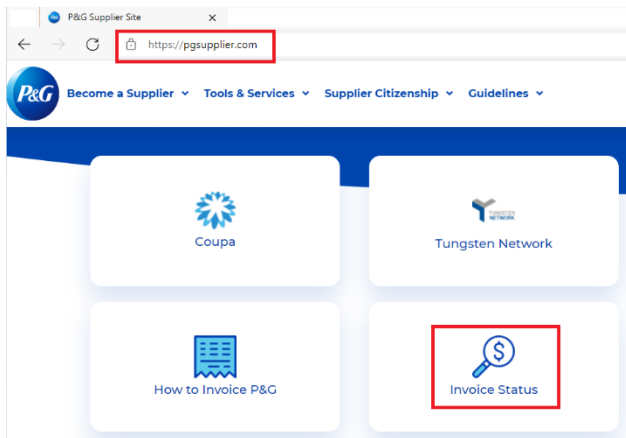 P&G Supplier Site
https://pgsupplier.com
P&G
Become a Supplier
Tools & Services
Supplier Citizenship
Guidelines
Coupa
TUNGSTEN
NETWORK
Tungsten Network
$
How to Invoice P&G
Invoice Status